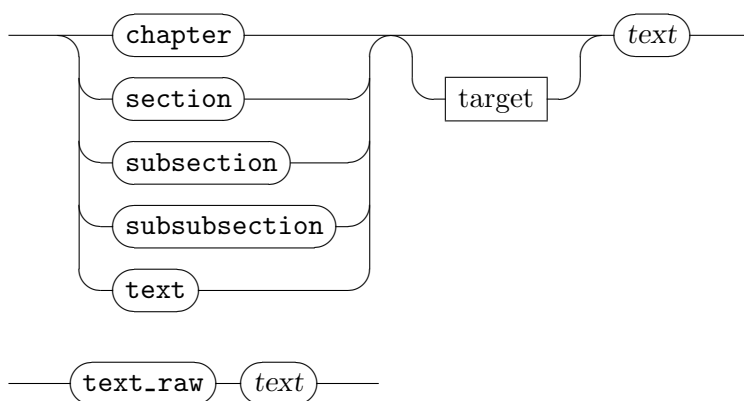 chapter text
section target
subsection
subsubsection
text
text_raw text